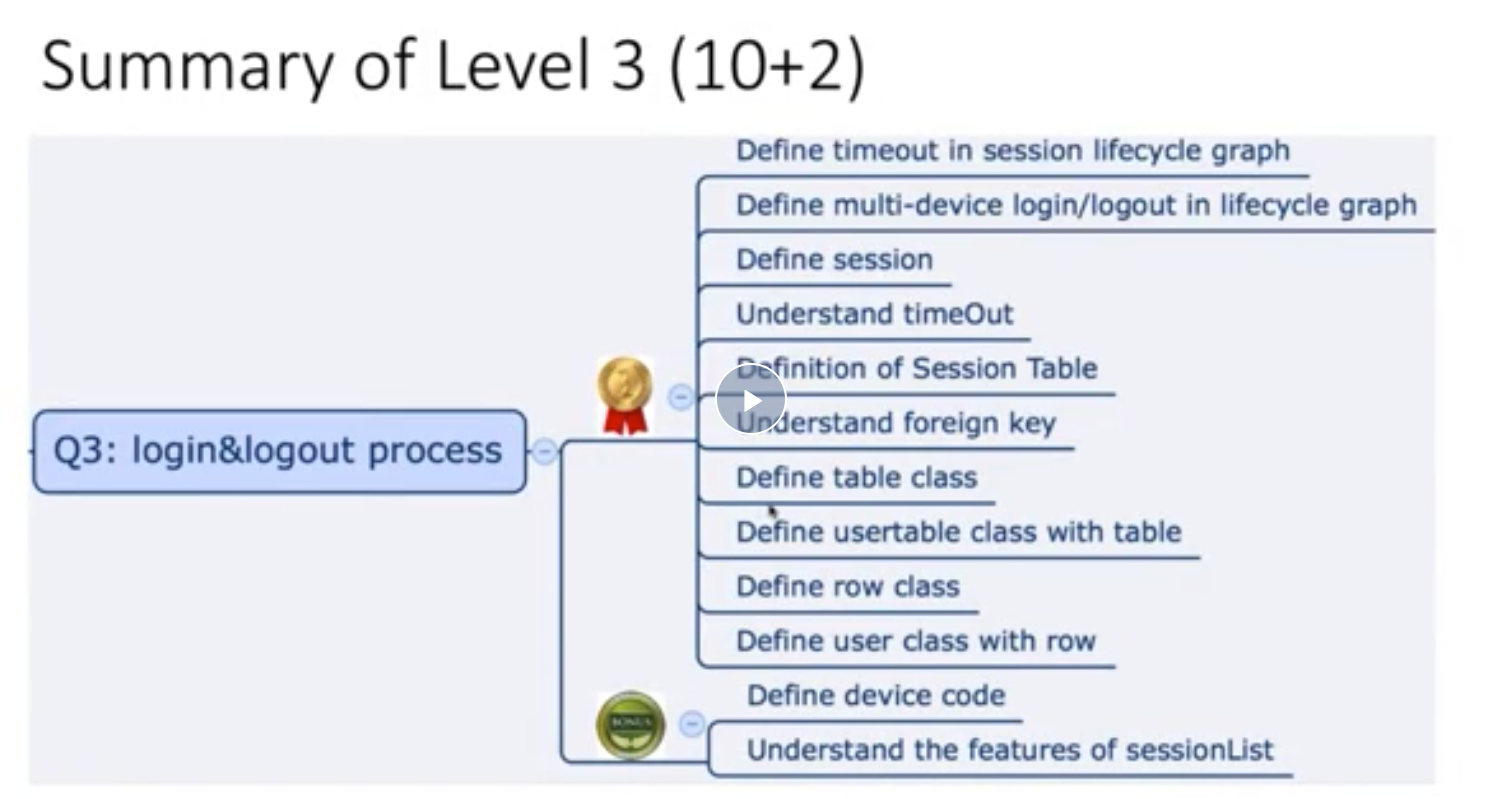 Summary of Level 3 (10+2)
Define timeout in session lifecycle graph
Define multi-device login/logout in lifecycle graph
Define session
Understand timeOut
Definition of Session Table
Understand foreign key
Q3: login&logout process
Define table class
Define usertable class with table
Define row class
Define user class with row
Define device code
BONUS
Understand the features of sessionList